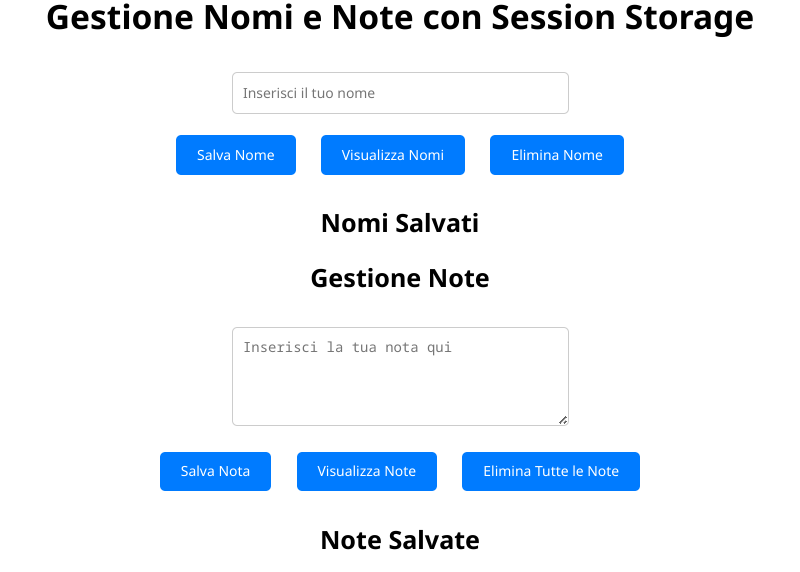 Gestione Nomi e Note con Session Storage
Inserisci il tuo nome
Salva Nome Visualizza Nomi Elimina Nome
Nomi Salvati
Gestione Note
Inserisci la tua nota qui
Salva Nota Visualizza Note Elimina Tutte le Note
Note Salvate